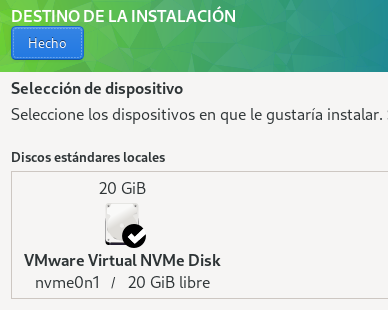 DESTINO DE LA INSTALACIÓN
Hecho
Selección de dispositivo
Seleccione los dispositivos en que le gustaría instalar.
Discos estándares locales
20 GiB
VMware Virtual NVMe Disk
nvme0n1 / 20 GiB libre